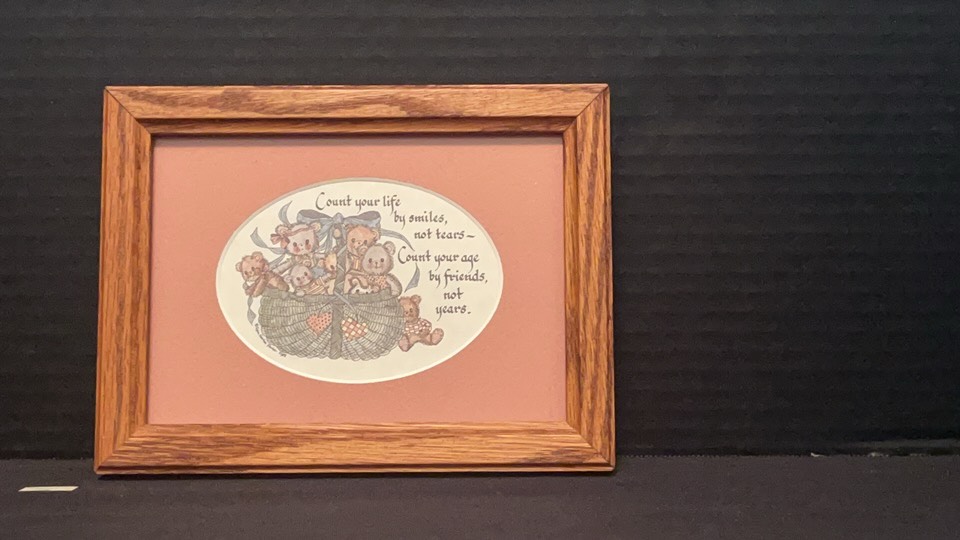 Count your life
by smiles,
not tears—
Count your age
by friends,
not
years.